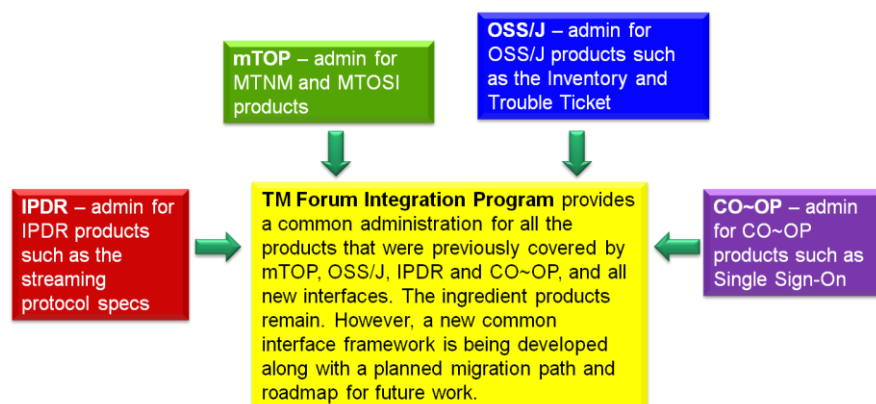 OSS/J – admin for
OSS/J products such
as the Inventory and
Trouble Ticket
mTOP – admin for
MTNM and MTOSI
products
IPDR – admin for
IPDR products
such as the
streaming
protocol specs
TM Forum Integration Program provides
a common administration for all the
products that were previously covered by
mTOP, OSS/J, IPDR and CO~OP, and all
new interfaces. The ingredient products
remain. However, a new common
interface framework is being developed
along with a planned migration path and
roadmap for future work.
CO~OP – admin
for CO~OP
products such as
Single Sign-On